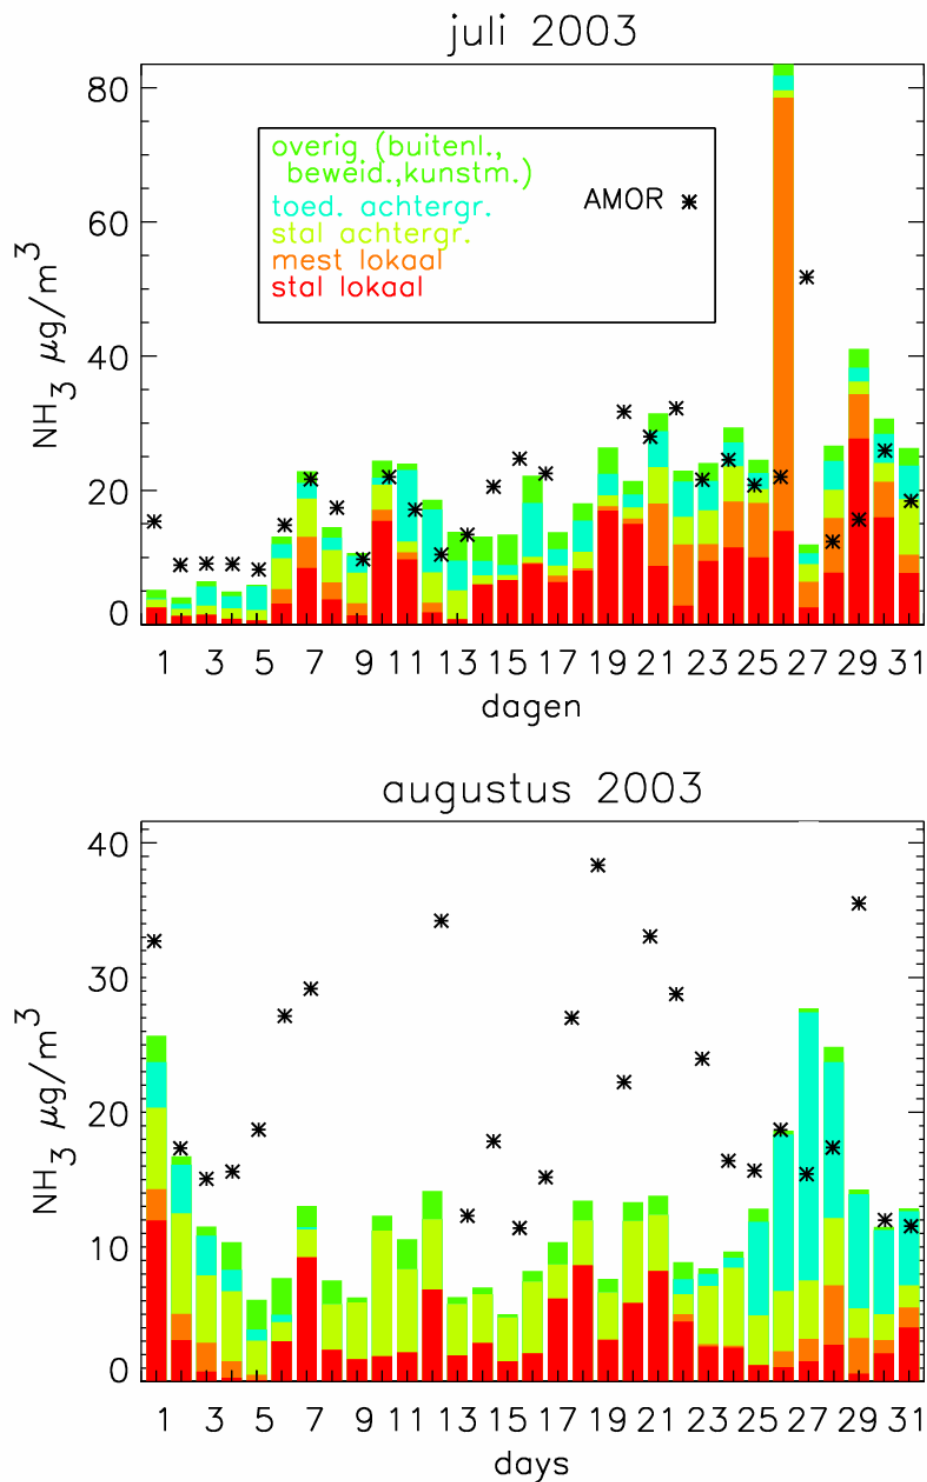 juli 2003
80
60
40
20
0
NH3 μg/m3
overig (buitenl.,
beweid.,kunstm.)
toed. achtergr.
stal achtergr.
mest lokaal
stal lokaal
AMOR *
1 3 5 7 9 11 13 15 17 19 21 23 25 27 29 31
dagen
augustus 2003
40
30
20
10
0
NH3 μg/m3
1 3 5 7 9 11 13 15 17 19 21 23 25 27 29 31
days